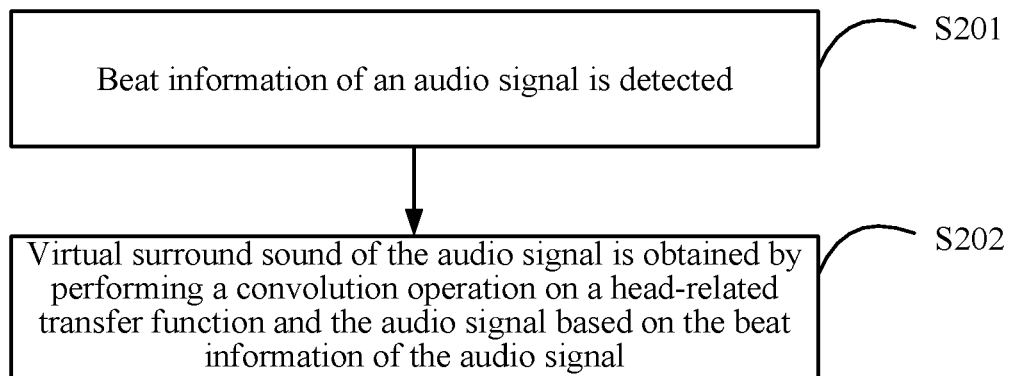 S201
Beat information of an audio signal is detected
S202
Virtual surround sound of the audio signal is obtained by
performing a convolution operation on a head-related
transfer function and the audio signal based on the beat
information of the audio signal